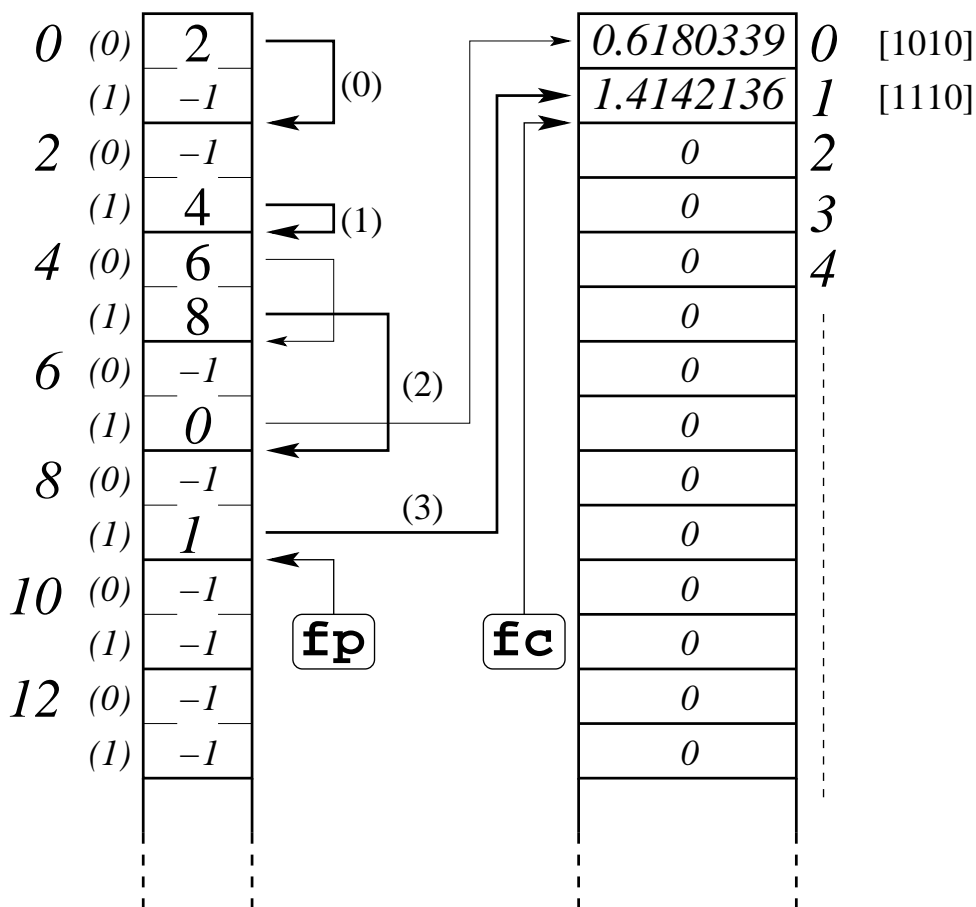 0 (0) 2 0.6180339 0 [1010]
(1) –1 (0) 1.4142136 1 [1110]
2 (0) –1 0 2
(1) 4 (1) 0 3
4 (0) 6 0 4
(1) 8 0
6 (0) –1 (2) 0
(1) 0 0
8 (0) –1 0
(1) 1 (3) 0
10 (0) –1 0
(1) –1 fp fc 0
12 (0) –1 0
(1) –1 0